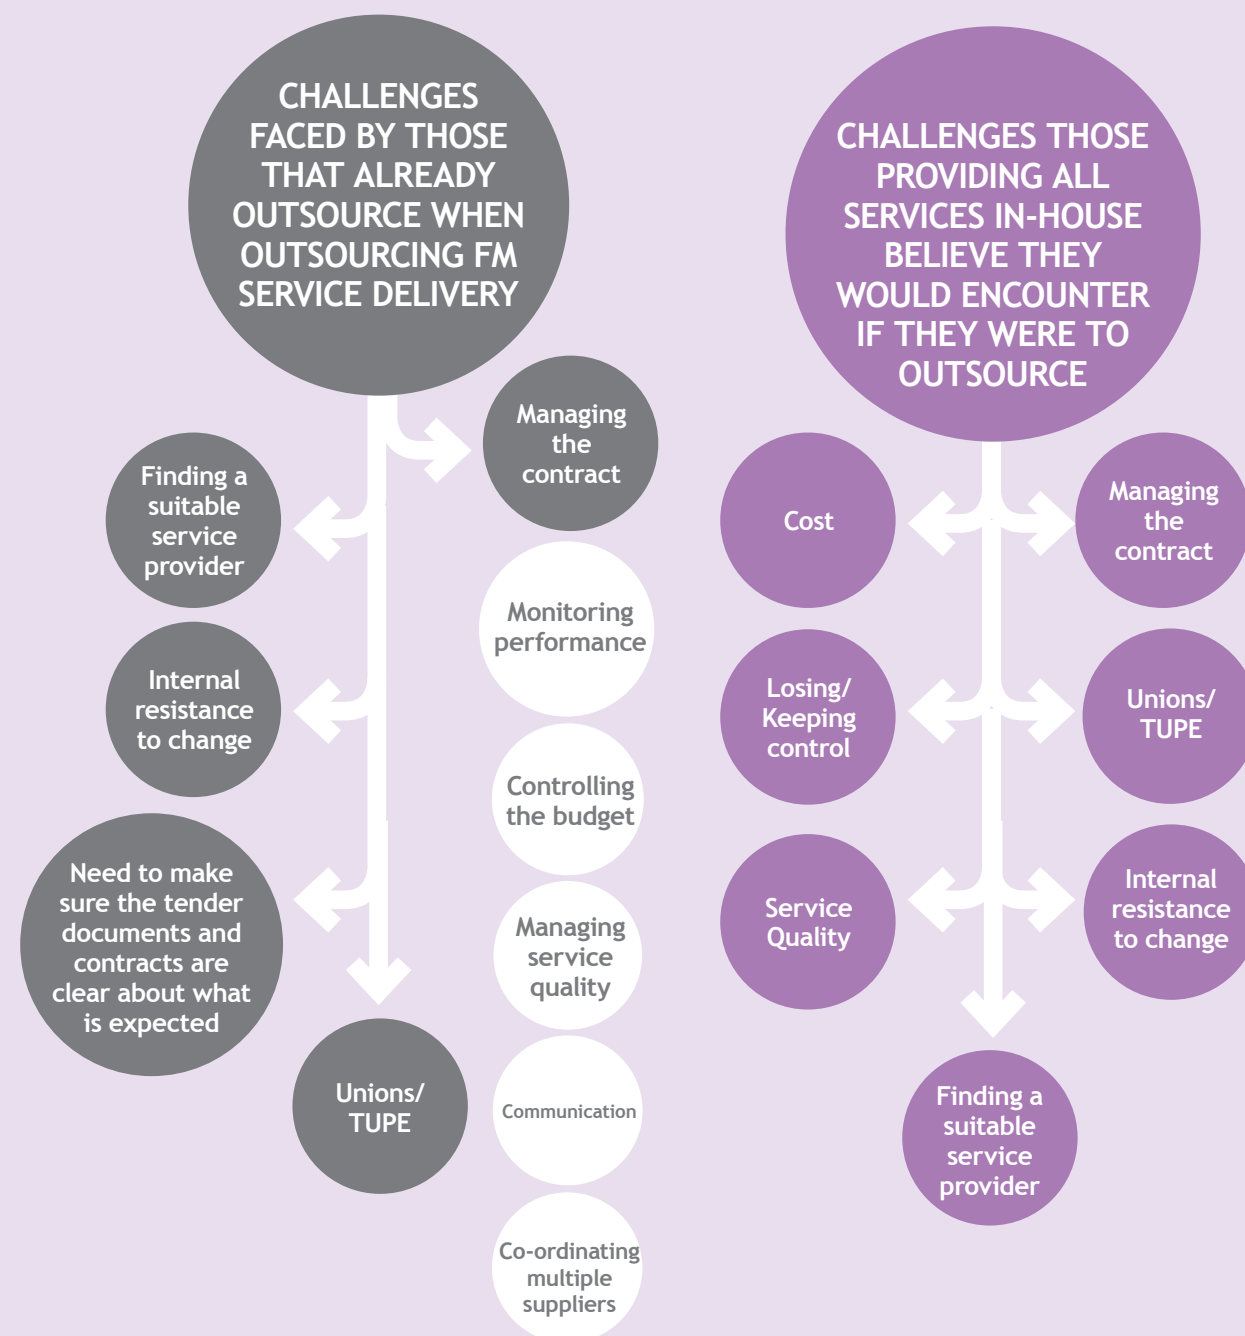 CHALLENGES
FACED BY THOSE
THAT ALREADY
OUTSOURCE WHEN
OUTSOURCING FM
SERVICE DELIVERY
Managing
the
contract
Finding a
suitable
service
provider
Monitoring
performance
Internal
resistance
to change
Controlling
the budget
Need to make
sure the tender
documents and
contracts are
clear about what
is expected
Managing
service
quality
Unions/
TUPE
Communication
Co-ordinating
multiple
suppliers
CHALLENGES THOSE
PROVIDING ALL
SERVICES IN-HOUSE
BELIEVE THEY
WOULD ENCOUNTER
IF THEY WERE TO
OUTSOURCE
Cost
Managing
the
contract
Losing/
Keeping
control
Unions/
TUPE
Service
Quality
Internal
resistance
to change
Finding a
suitable
service
provider